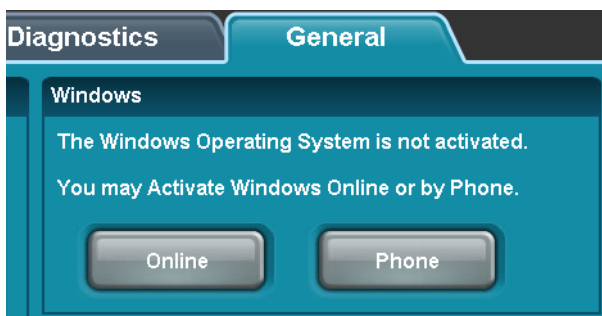 Diagnostics General
Windows
The Windows Operating System is not activated.
You may Activate Windows Online or by Phone.
Online Phone